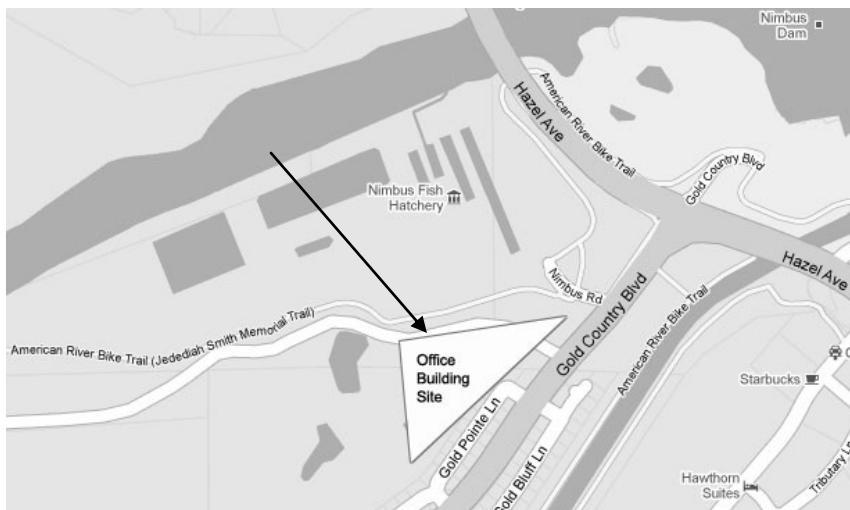 Nimbus
Dam
Hazel Ave
American River Bike Trail
Gold Country Blvd
Nimbus Fish
Hatchery
Hazel Ave
Nimbus Rd
Gold Country Blvd
American River Bike Trail
American River Bike Trail (Jedediah Smith Memorial Trail)
Office
Building
Site
Starbucks
Gold Pointe Ln
Gold Bluff Ln
Hawthorn
Suites
Tributary Ln